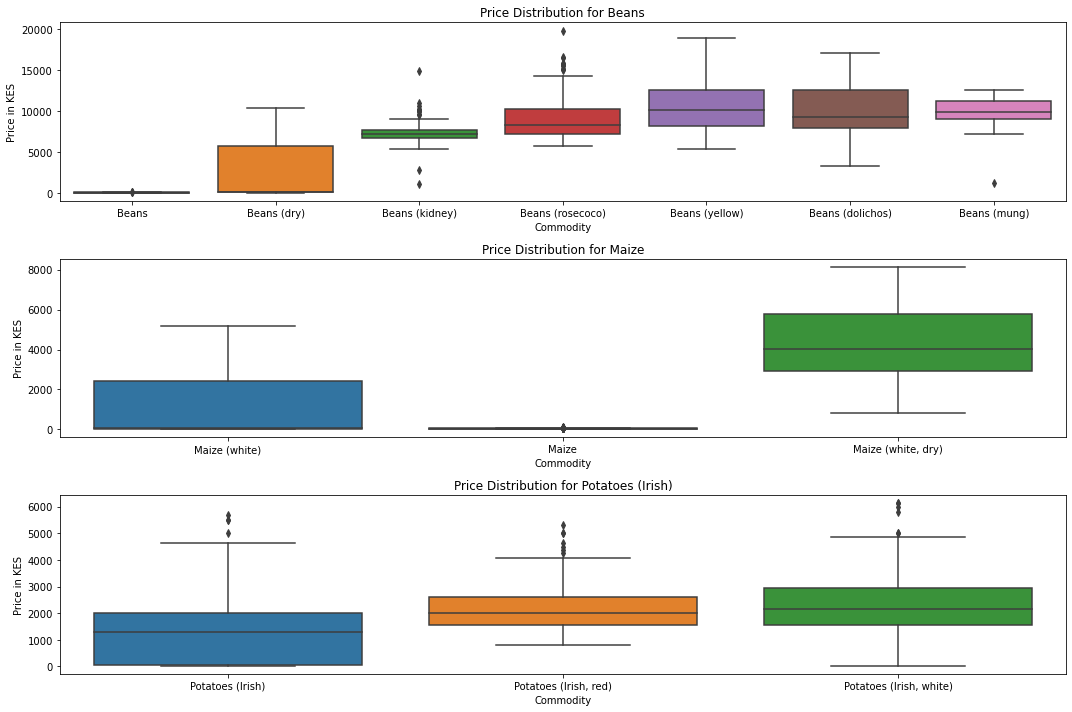 Price Distribution for Beans
Price in KES
20000
15000
10000
5000
0
Beans Beans (dry) Beans (kidney) Beans (rosecoco) Beans (yellow) Beans (dolichos) Beans (mung)
Commodity
Price Distribution for Maize
Price in KES
8000
6000
4000
2000
0
Maize (white) Maize Maize (white, dry)
Commodity
Price Distribution for Potatoes (Irish)
Price in KES
6000
5000
4000
3000
2000
1000
0
Potatoes (Irish) Potatoes (Irish, red) Potatoes (Irish, white)
Commodity